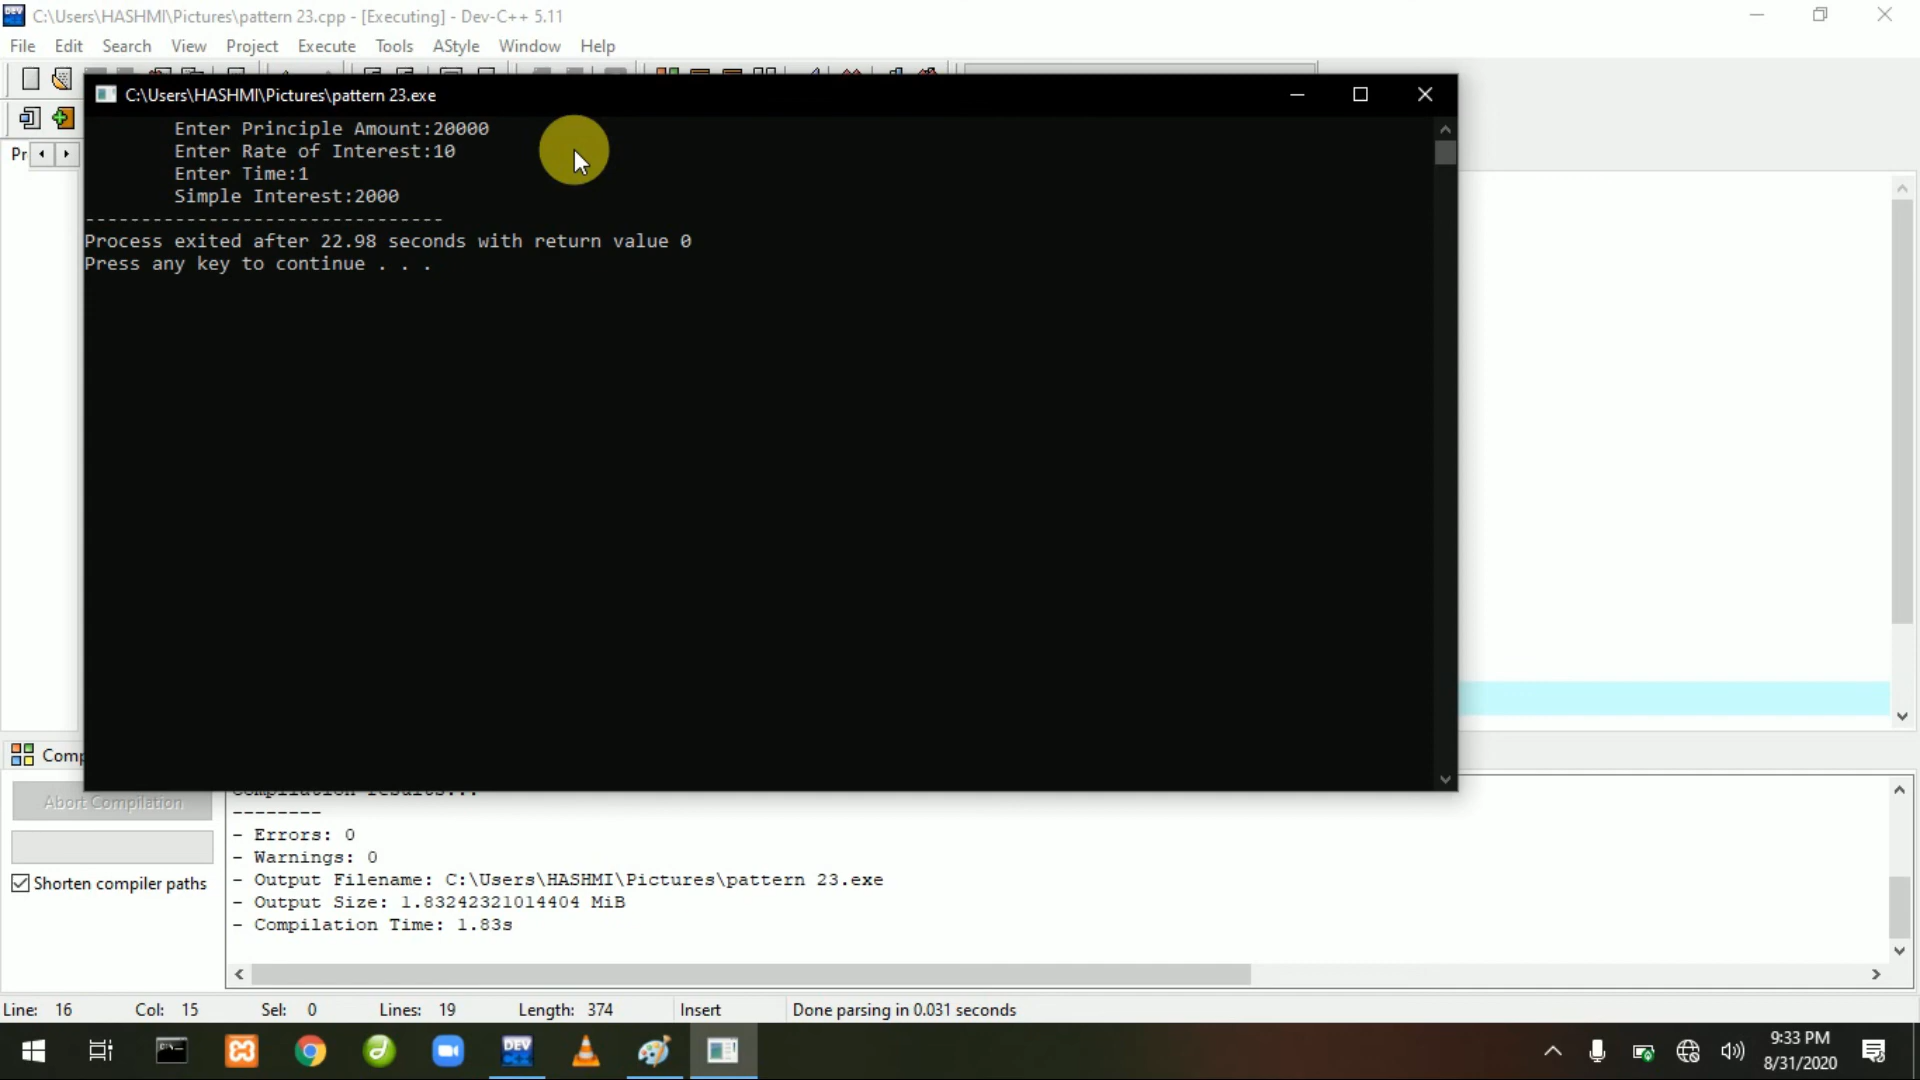 C:\Users\HASHMI\Pictures\pattern 23.cpp - [Executing] - Dev-C++ 5.11
File Edit Search View Project Execute Tools AStyle Window Help
C:\Users\HASHMI\Pictures\pattern 23.exe
Enter Principle Amount:20000
Enter Rate of Interest:10
Pr
Enter Time:1
Simple Interest:2000
--------------------------------
Process exited after 22.98 seconds with return value 0
Press any key to continue . . .
Comp
Compilation results...
Abort Compilation
--------
- Errors: 0
- Warnings: 0
- Output Filename: C:\Users\HASHMI\Pictures\pattern 23.exe
Shorten compiler paths
- Output Size: 1.83242321014404 MiB
- Compilation Time: 1.83s
Line: 16 Col: 15 Sel: 0 Lines: 19 Length: 374 Insert Done parsing in 0.031 seconds
DEV
9:33 PM
8/31/2020